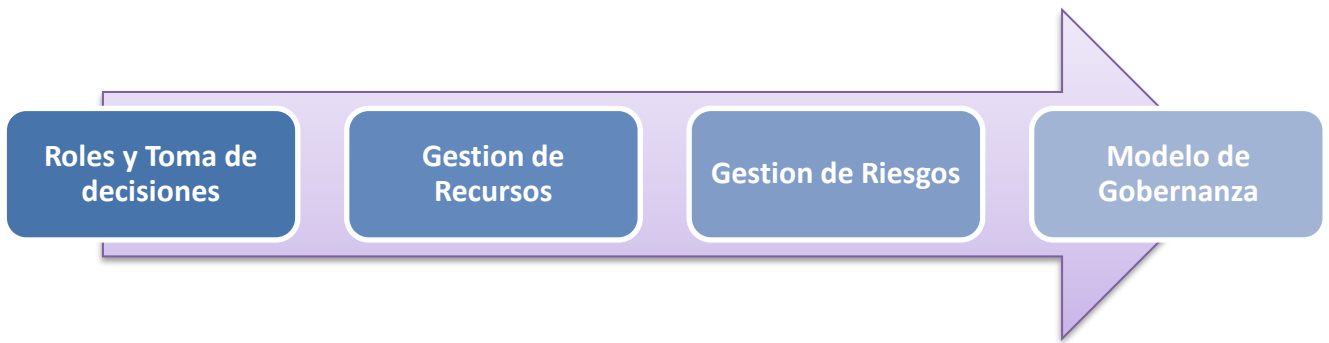 Roles y Toma de
decisiones
Gestion de
Recursos
Gestion de Riesgos
Modelo de
Gobernanza